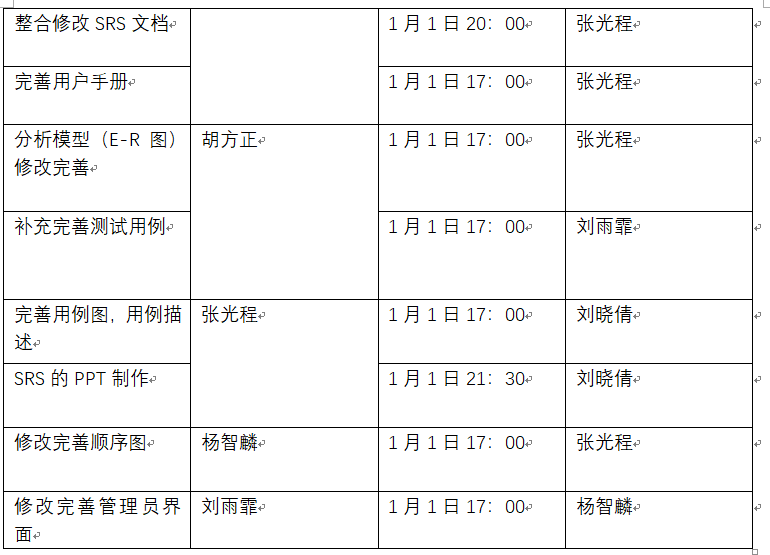 整合修改 SRS 文档 1 月 1 日 20：00 张光程
完善用户手册 1 月 1 日 17：00 张光程
分析模型（E-R 图） 胡方正 1 月 1 日 17：00 张光程
修改完善
补充完善测试用例 1 月 1 日 17：00 刘雨霏
完善用例图，用例描 张光程 1 月 1 日 17：00 刘晓倩
述
SRS 的 PPT 制作 1 月 1 日 21：30 刘晓倩
修改完善顺序图 杨智麟 1 月 1 日 17：00 张光程
修改完善管理员界 刘雨霏 1 月 1 日 17：00 杨智麟
面